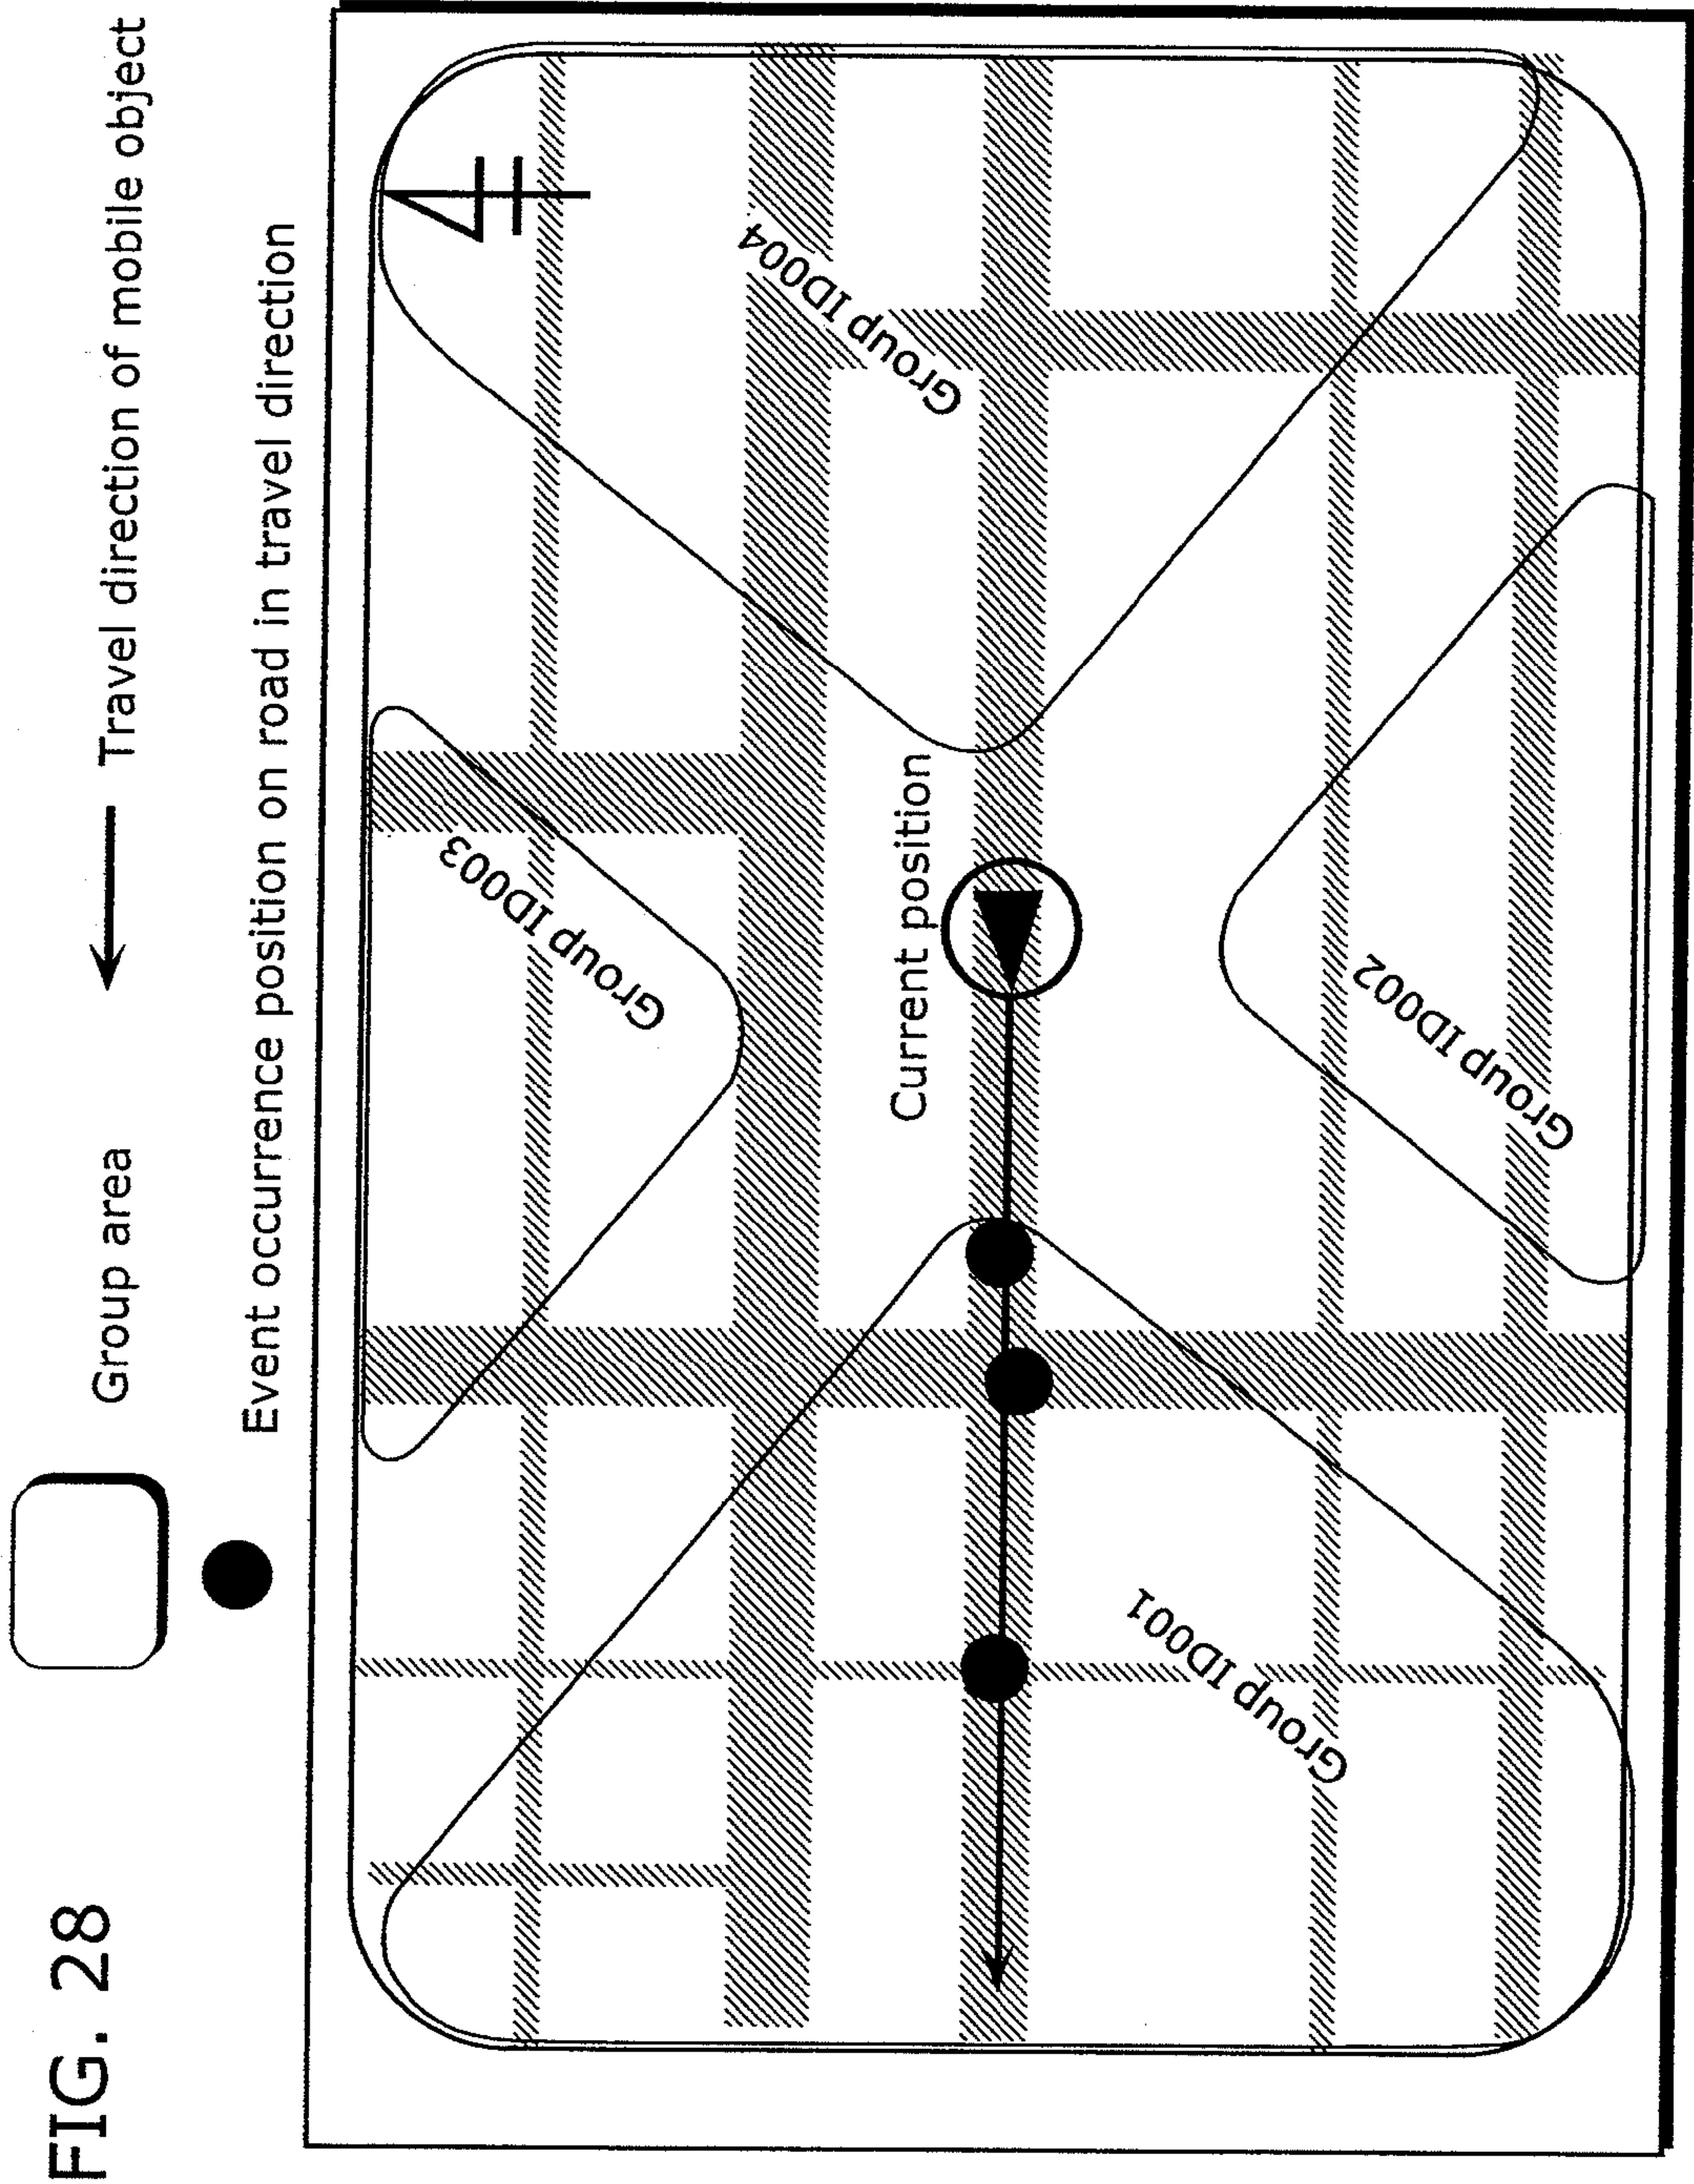 FIG. 28
Group area
Travel direction of mobile object
Event occurrence position on road in travel direction
Group ID003
Group ID004
Current position
Group ID001
Group ID002